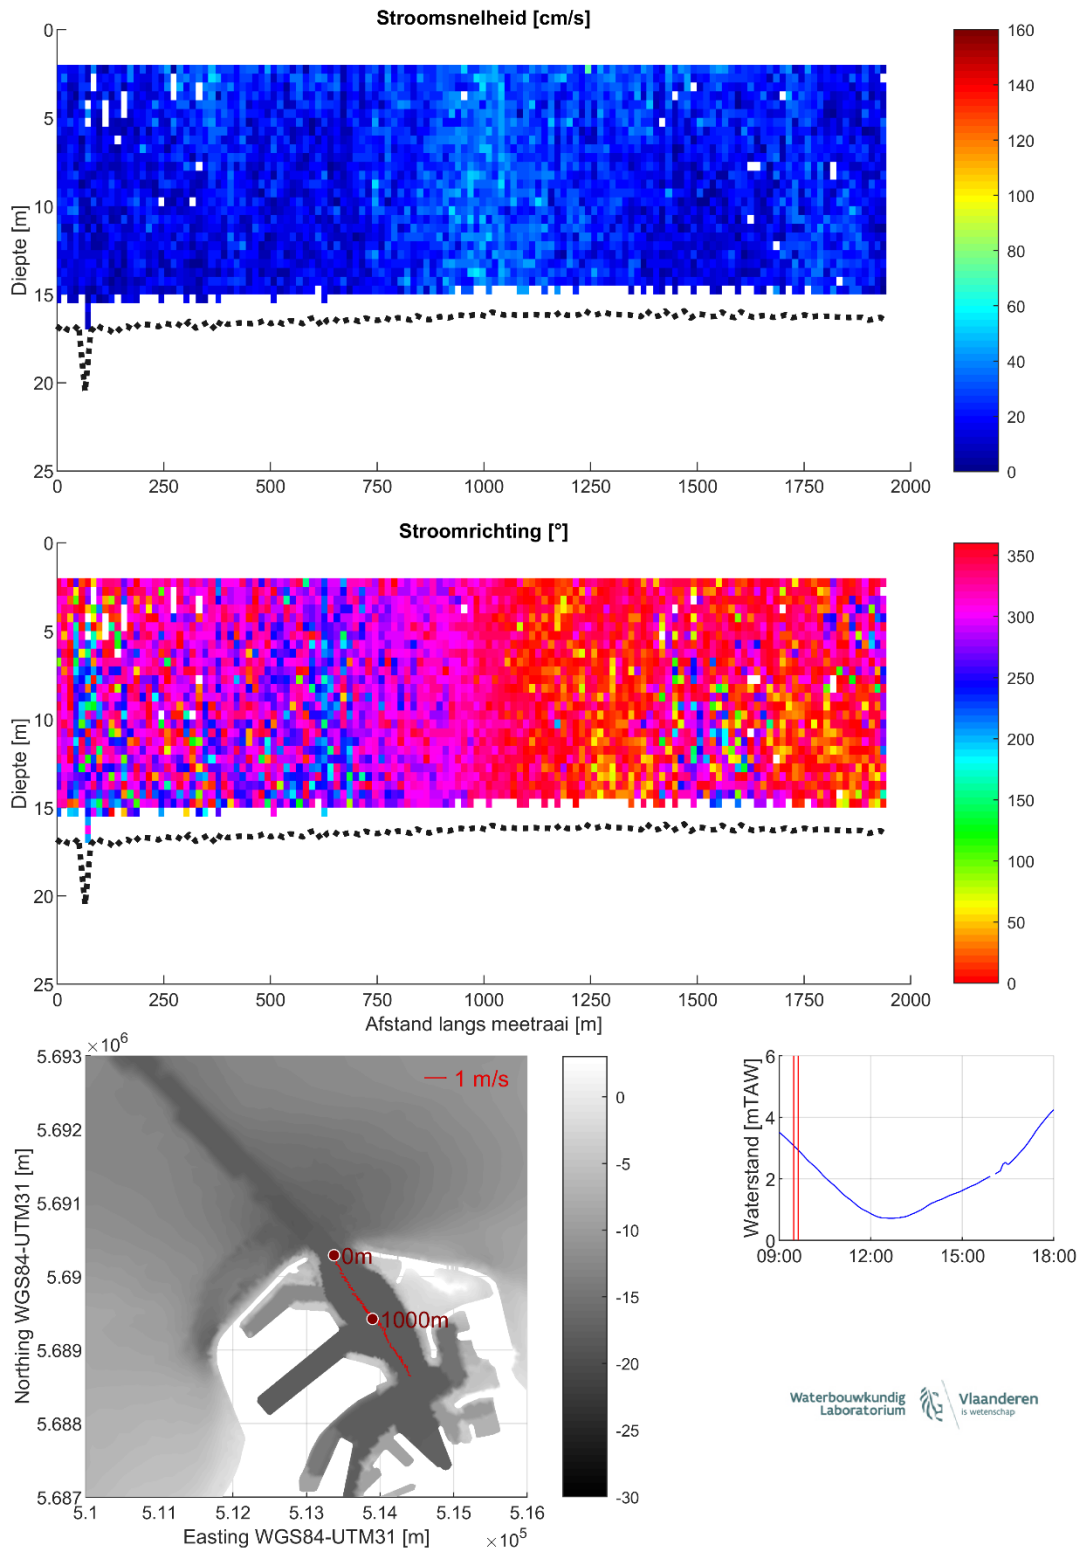 Stroomsnelheid [cm/s]
0
5
10
15
20
25
Diepte [m]
0 250 500 750 1000 1250 1500 1750 2000
160
140
120
100
80
60
40
20
0
Stroomrichting [°]
0
5
10
15
20
25
Diepte [m]
0 250 500 750 1000 1250 1500 1750 2000
Afstand langs meetraai [m]
350
300
250
200
150
100
50
0
×10⁶
5.693
5.692
5.691
5.69
5.689
5.688
5.687
Northing WGS84-UTM31 [m]
1 m/s
0m
1000m
5.1 5.12 5.13 5.14 5.15 5.16
Easting WGS84-UTM31 [m]
×10⁵
0
-5
-10
-15
-20
-25
-30
Waterstand [mTAW]
6
4
2
0
09:00 12:00 15:00 18:00
Waterbouwkundig
Laboratorium
Vlaanderen
is wetenschap